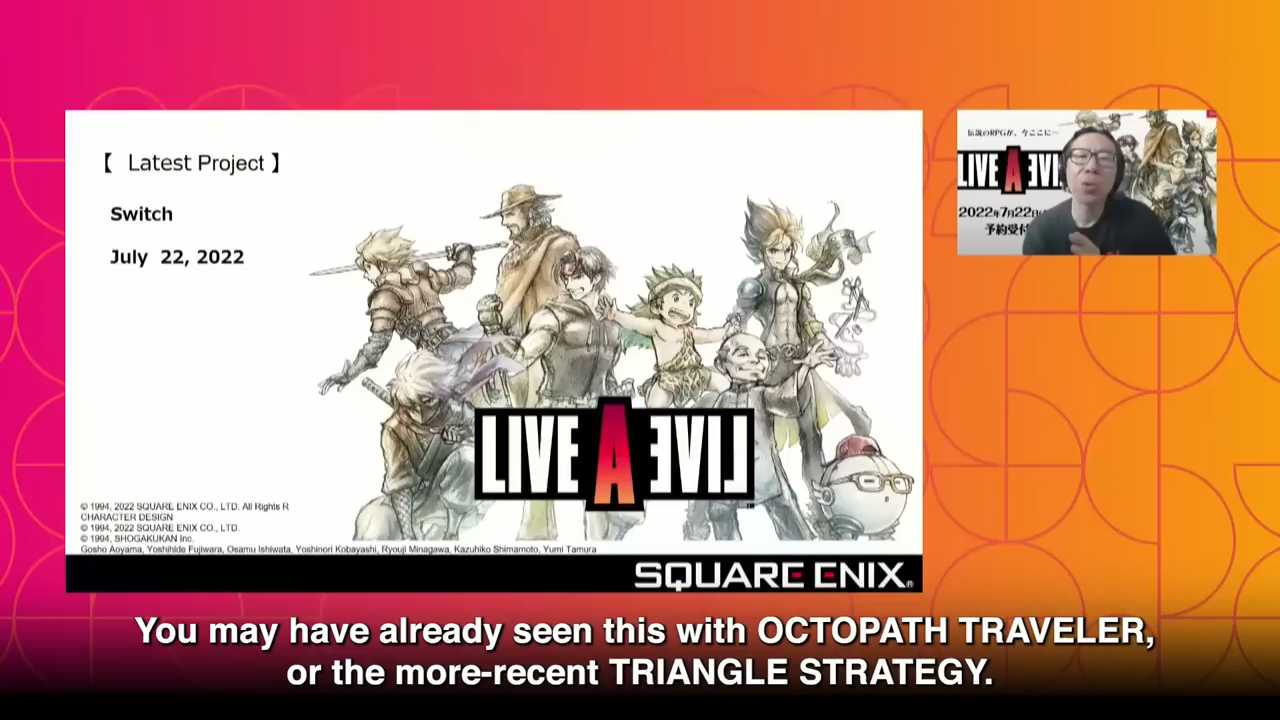 【 Latest Project 】
Switch
July 22, 2022
LIVE A LIVE
© 1994, 2022 SQUARE ENIX CO., LTD. All Rights R
CHARACTER DESIGN
© 1994, 2022 SQUARE ENIX CO., LTD.
© 1994, SHOGAKUKAN Inc.
Gosho Aoyama, Yoshihide Fujiwara, Osamu Ishiwata, Yoshinori Kobayashi, Ryouji Minagawa, Kazuhiko Shimamoto, Yumi Tamura
SQUARE ENIX®
伝説のRPGが、今ここに―
LIVE A EVI
2022年7月22日
予約受付
You may have already seen this with OCTOPATH TRAVELER,
or the more-recent TRIANGLE STRATEGY.